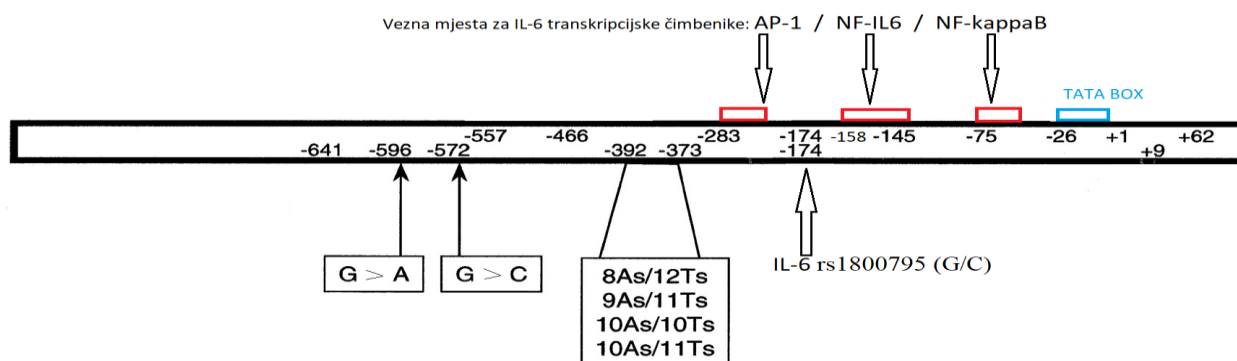 Vezna mjesta za IL-6 transkripcijske čimbenike: AP-1 / NF-IL6 / NF-kappaB
TATA BOX
-557 -466 -283 -174 -158 -145 -75 -26 +1 +62
-641 -596 -572 -392 -373 -174 +9
G > A
G > C
8As/12Ts
9As/11Ts
10As/10Ts
10As/11Ts
IL-6 rs1800795 (G/C)